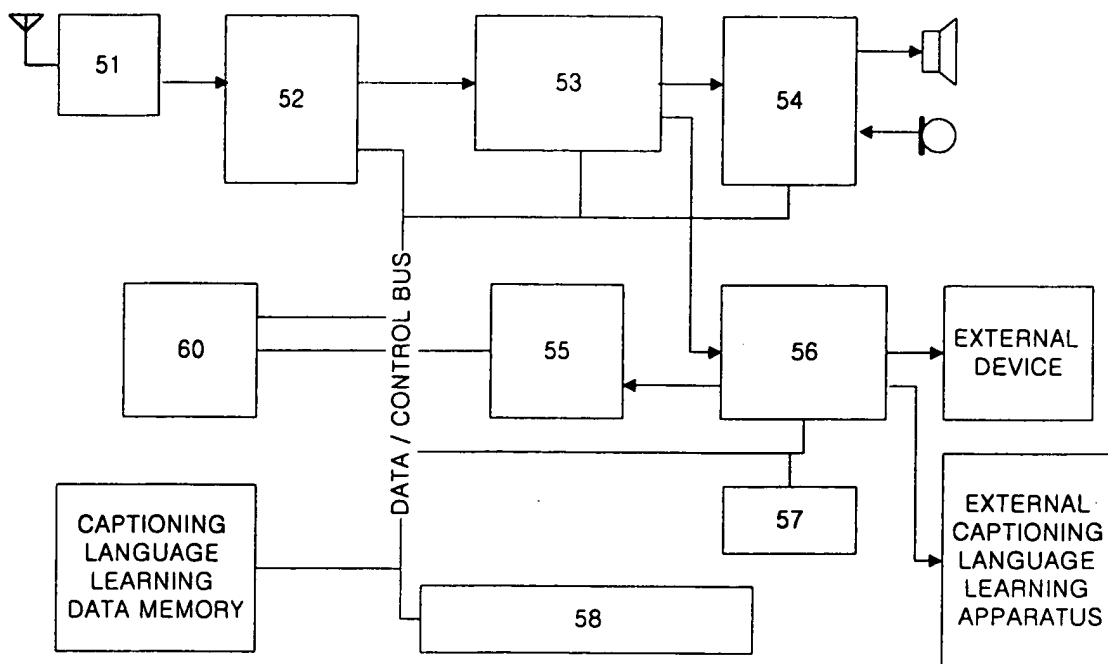 51
52
53
54
DATA / CONTROL BUS
60
55
56
EXTERNAL
DEVICE
CAPTIONING
LANGUAGE
LEARNING
DATA MEMORY
57
EXTERNAL
CAPTIONING
LANGUAGE
LEARNING
APPARATUS
58